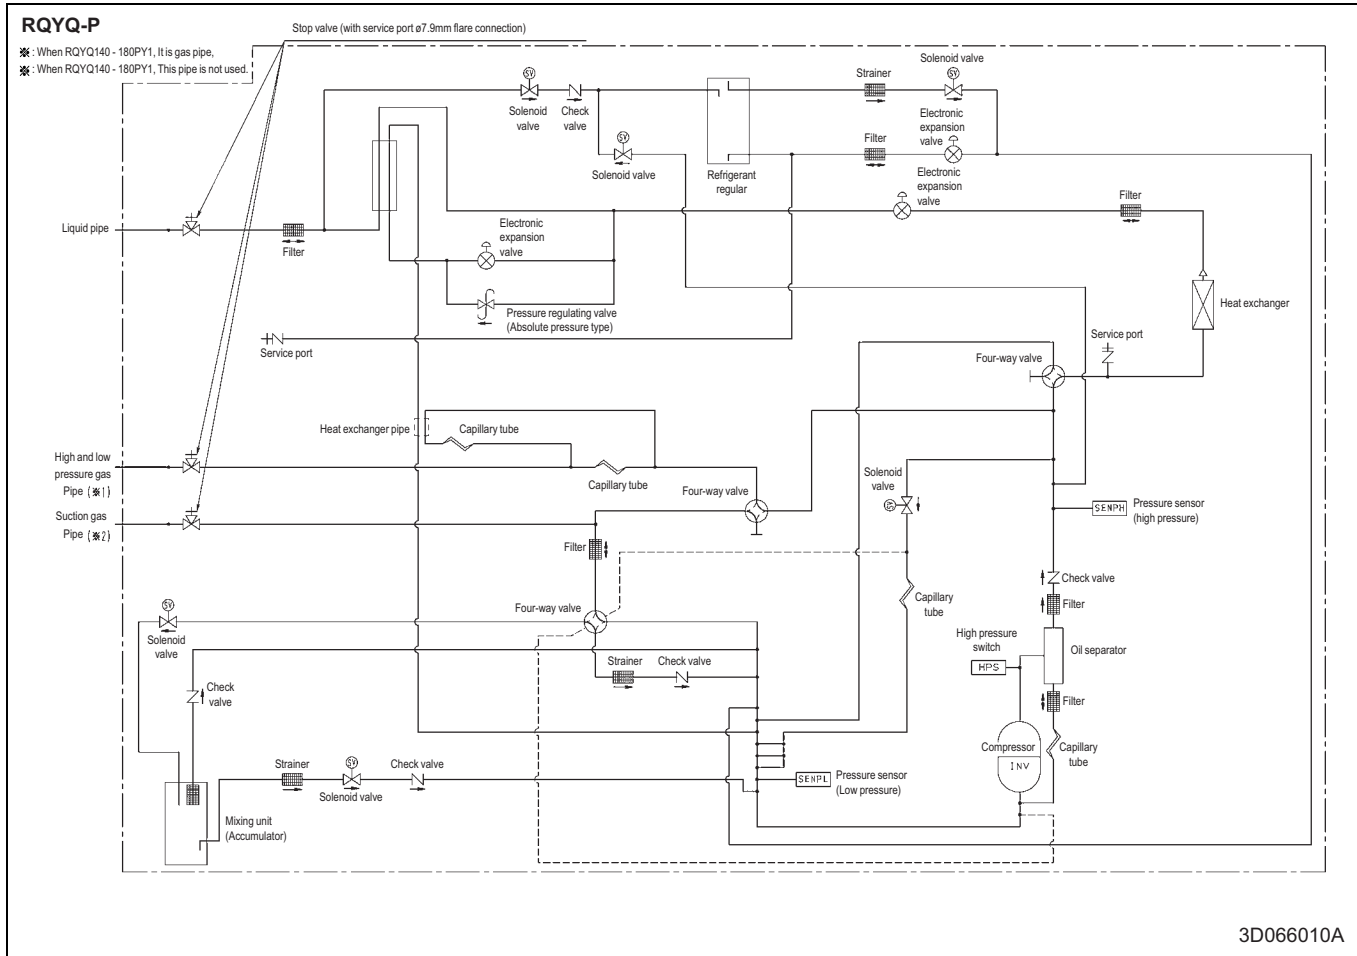 RQYQ-P
Stop valve (with service port ø7.9mm flare connection)
※ : When RQYQ140 - 180PY1, It is gas pipe,
※ : When RQYQ140 - 180PY1, This pipe is not used.
SV
Solenoid
valve
Check
valve
SV
Solenoid valve
Refrigerant
regular
Strainer
Solenoid valve
SV
Electronic
expansion
valve
Filter
Electronic
expansion
valve
Filter
Liquid pipe
Filter
Electronic
expansion
valve
Pressure regulating valve
(Absolute pressure type)
Heat exchanger
Service port
Service port
Four-way valve
Heat exchanger pipe
Capillary tube
High and low
pressure gas
Pipe (※1)
Capillary tube
Four-way valve
Solenoid
valve
SV
SENPH
Pressure sensor
(high pressure)
Suction gas
Pipe (※2)
Filter
Check valve
Capillary
tube
Filter
SV
Solenoid
valve
Four-way valve
High pressure
switch
HPS
Oil separator
Strainer
Check valve
Check
valve
Filter
Compressor
INV
Capillary
tube
Strainer
SV
Solenoid valve
Check valve
SENPL
Pressure sensor
(Low pressure)
Mixing unit
(Accumulator)
3D066010A